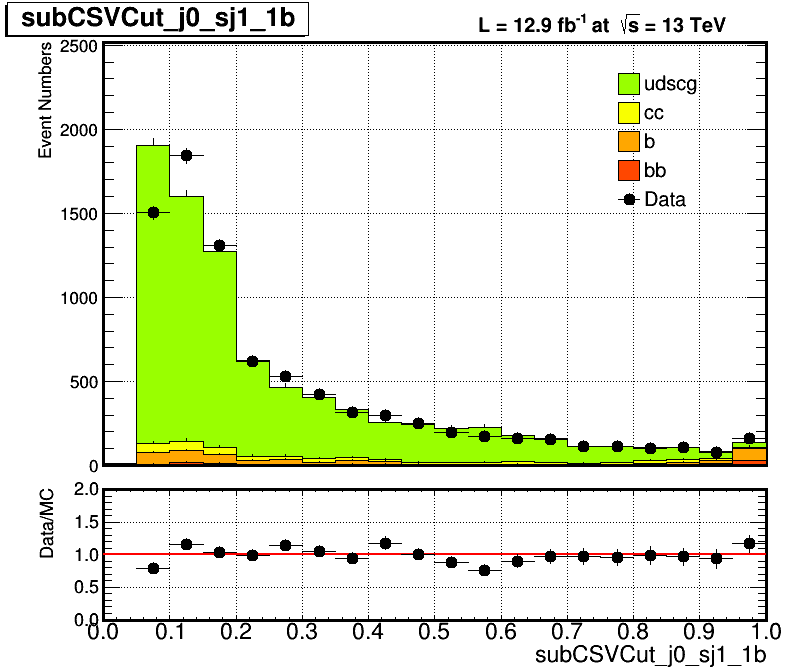 subCSVCut_j0_sj1_1b
L = 12.9 fb-1 at √s = 13 TeV
Event Numbers
2500
2000
1500
1000
500
0
udscg
cc
b
bb
Data
Data/MC
2.0
1.5
1.0
0.5
0.0
0.0 0.1 0.2 0.3 0.4 0.5 0.6 0.7 0.8 0.9 1.0
subCSVCut_j0_sj1_1b